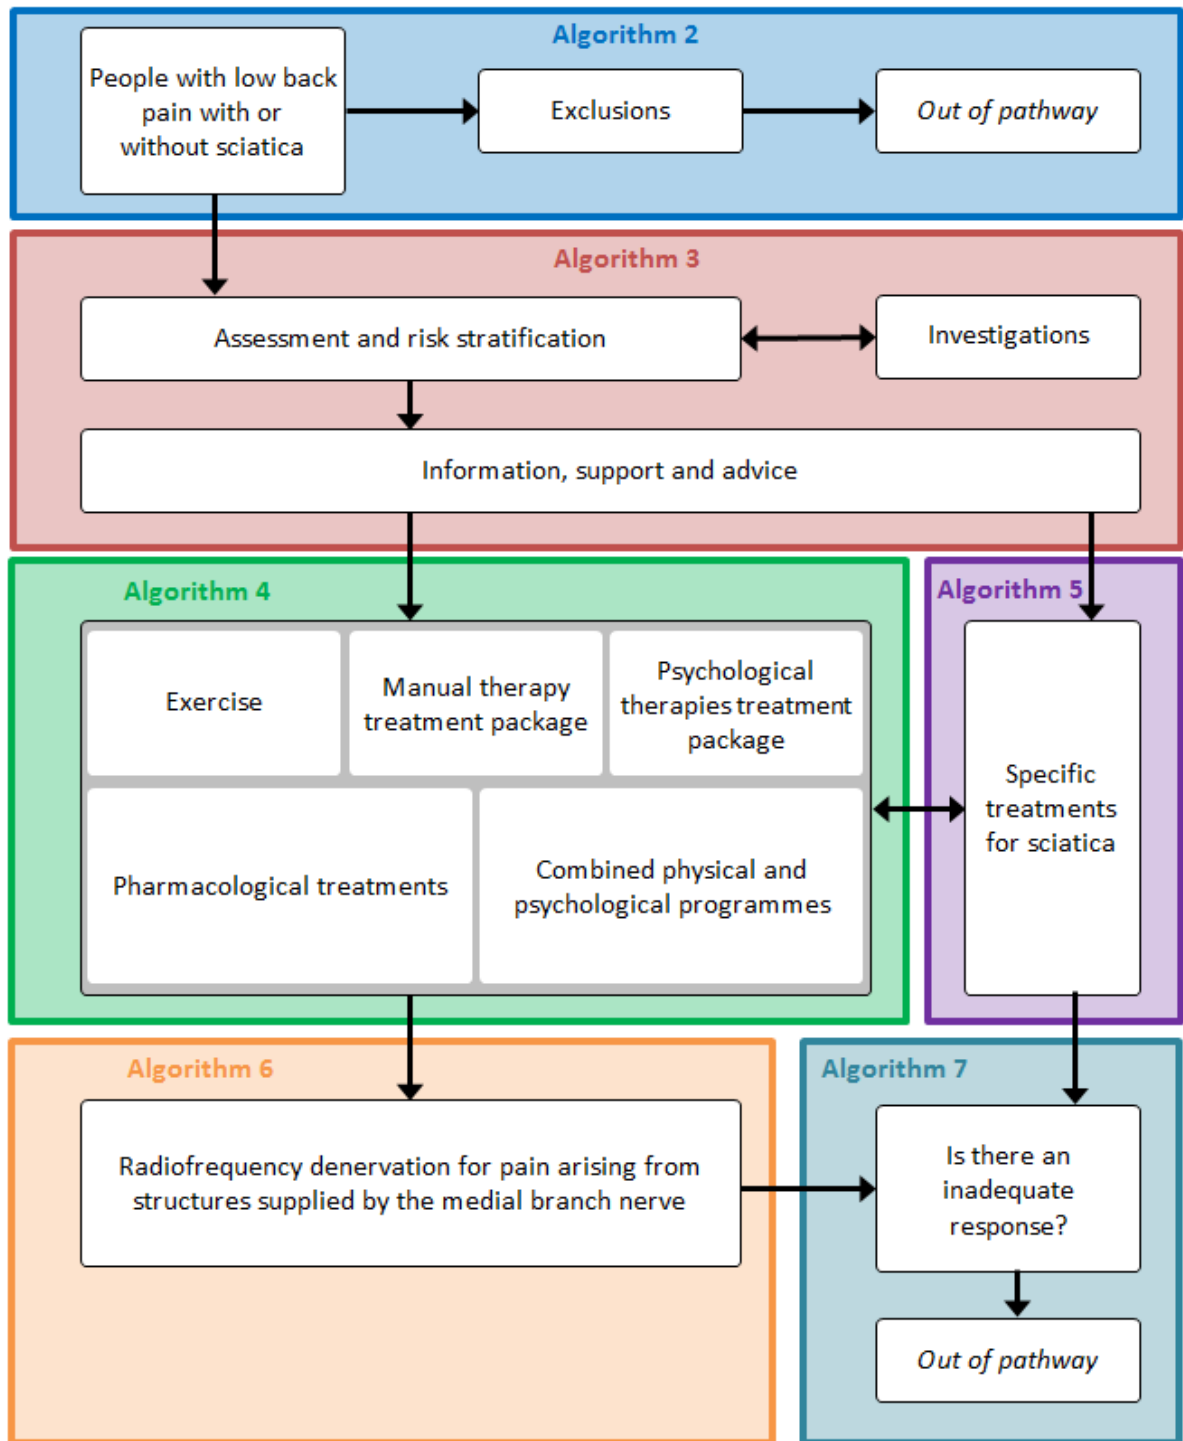 Algorithm 2
People with low back
pain with or
without sciatica
Exclusions
Out of pathway
Algorithm 3
Assessment and risk stratification
Investigations
Information, support and advice
Algorithm 4
Exercise
Manual therapy
treatment package
Psychological
therapies treatment
package
Pharmacological treatments
Combined physical and
psychological programmes
Algorithm 5
Specific
treatments
for sciatica
Algorithm 6
Radiofrequency denervation for pain arising from
structures supplied by the medial branch nerve
Algorithm 7
Is there an
inadequate
response?
Out of pathway